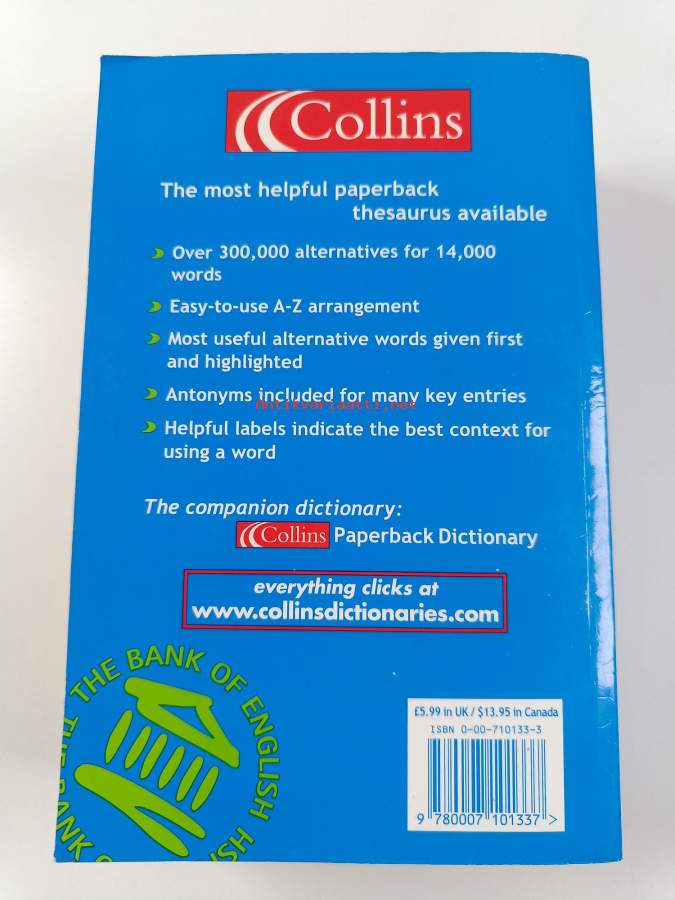 Collins
The most helpful paperback
thesaurus available
Over 300,000 alternatives for 14,000
words
Easy-to-use A-Z arrangement
Most useful alternative words given first
and highlighted
Antonyms included for many key entries
Antikvariaatti.net
Helpful labels indicate the best context for
using a word
The companion dictionary:
Collins Paperback Dictionary
everything clicks at
www.collinsdictionaries.com
THE BANK OF ENGLISH
£5.99 in UK / $13.95 in Canada
ISBN 0-00-710133-3
9 780007 101337 >